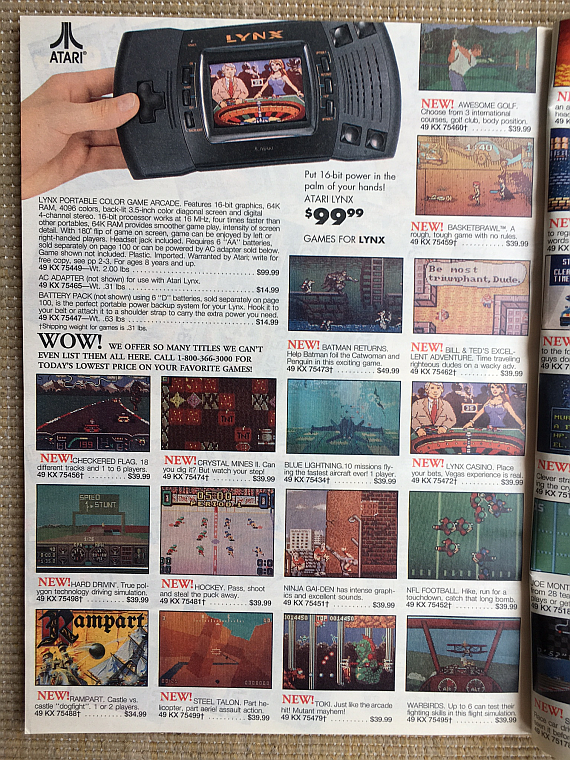 ATARI®
LYNX
LYNX PORTABLE COLOR GAME ARCADE. Features 16-bit graphics, 64K
RAM, 4096 colors, back-lit 3.5-inch color diagonal screen and digital
4-channel stereo. 16-bit processor works at 16 MHz, four times faster than
other portables, 64K RAM provides smoother game play, intensity of screen
detail. With 180° flip of game on screen, game can be enjoyed by left or
right-handed players. Headset jack included. Requires 6 "AA" batteries,
sold separately on page 100 or can be powered by AC adapter sold below.
Game shown not included. Plastic. Imported. Warranted by Atari; write for
free copy, see pp 2-3. For ages 8 years and up.
49 KX 75449—Wt. 2.00 lbs $99.99
AC ADAPTER (not shown) for use with Atari Lynx.
49 KX 75465—Wt. .31 lbs $14.99
BATTERY PACK (not shown) using 6 "D" batteries, sold separately on page
100, is the perfect portable power backup system for your Lynx. Hook it to
your belt or attach it to a shoulder strap to carry the extra power you need.
49 KX 75447—Wt. .63 lbs $14.99
†Shipping weight for games is .31 lbs.
Put 16-bit power in the
palm of your hands!
ATARI LYNX
$99.99
GAMES FOR LYNX
NEW! AWESOME GOLF.
Choose from 3 international
courses, golf club, body position.
49 KX 75460† $39.99
NEW! BASKETBRAWL™. A
rough, tough game with no rules.
49 KX 75459† $39.99
WOW! WE OFFER SO MANY TITLES WE CAN'T
EVEN LIST THEM ALL HERE. CALL 1-800-366-3000 FOR
TODAY'S LOWEST PRICE ON YOUR FAVORITE GAMES!
NEW! BATMAN RETURNS.
Help Batman foil the Catwoman and
Penguin in this exciting game.
49 KX 75473† $49.99
Be most
triumphant, Dude.
NEW! BILL & TED'S EXCEL-
LENT ADVENTURE. Time traveling
righteous dudes on a wacky adv.
49 KX 75462† $39.99
NEW! CHECKERED FLAG. 18
different tracks and 1 to 6 players.
49 KX 75456† $39.99
NEW! CRYSTAL MINES II. Can
you dig it? But watch your step!
49 KX 75474† $39.99
BLUE LIGHTNING.10 missions fly-
ing the fastest aircraft ever! 1 player.
49 KX 75434† $39.99
NEW! LYNX CASINO. Place
your bets, Vegas experience is real.
49 KX 75472† $39.99
SPEED
STUNT
NEW! HARD DRIVIN'. True pol-
ygon technology driving simulation.
49 KX 75498† $39.99
05:00
PERIOD
NEW! HOCKEY. Pass, shoot
and steal the puck away.
49 KX 75481† $39.99
NINJA GAI-DEN has intense graph-
ics and excellent sounds.
49 KX 75451† $39.99
NFL FOOTBALL. Hike, run for a
touchdown, catch that long bomb.
49 KX 75452† $39.99
Rampart
NEW! RAMPART. Castle vs.
castle "dogfight". 1 or 2 players.
49 KX 75488† $34.99
NEW! STEEL TALON. Part he-
licopter, part aeriel assault action.
49 KX 75499† $39.99
0014450 TOP 0014450
NEW! TOKI. Just like the arcade
hit! Mutant mayhem!
49 KX 75479† $39.99
WARBIRDS. Up to 6 can test their
fighting skills in this flight simulation.
49 KX 75495† $39.99